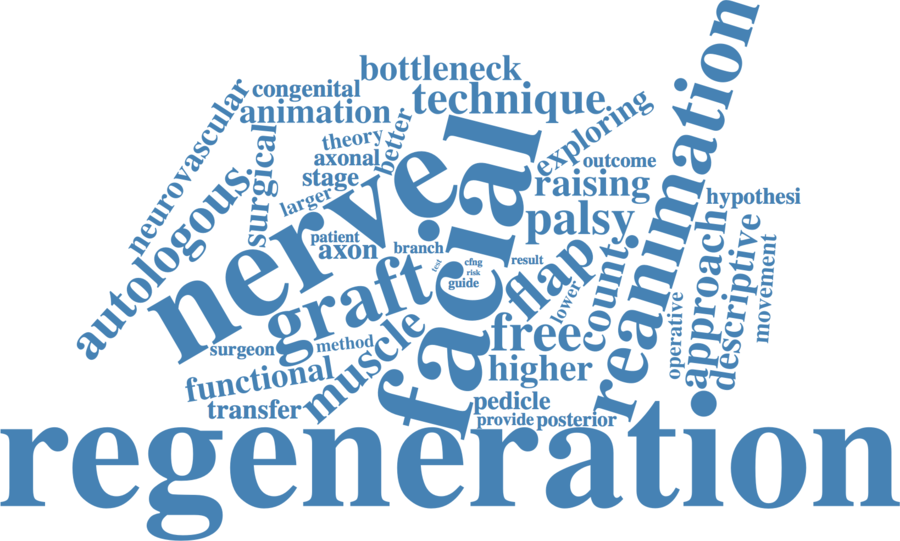 reanimation
bottleneck
congenital
technique
animation
neurovascular
exploring
theory
better
surgical
axonal
outcome
autologous
stage
raising
larger
nerve
facial
hypothesi
palsy
patient
axon
branch
flap
count
approach
descriptive
movement
test
cfng
result
risk
guide
graft
lower
operative
free
surgeon
method
muscle
higher
functional
transfer
pedicle
provide
posterior
regeneration